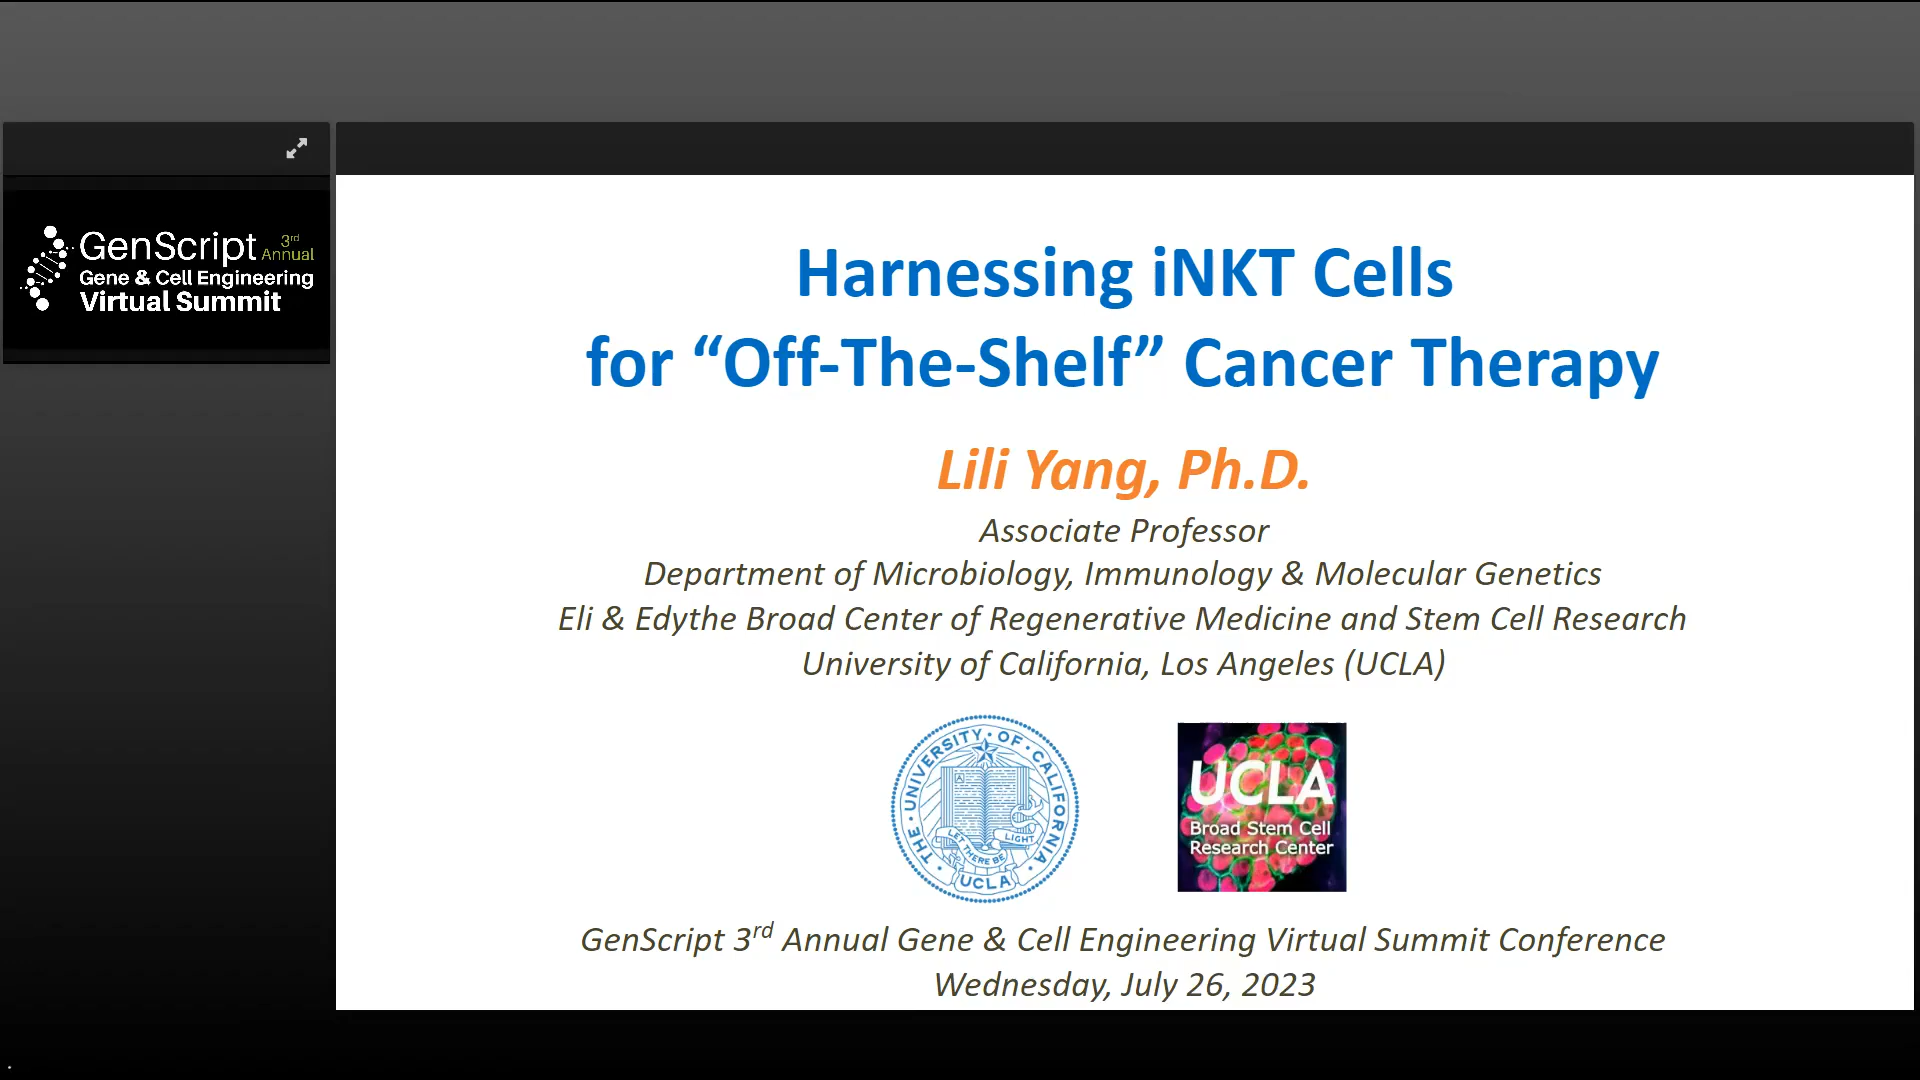 GenScript 3rd Annual
Gene & Cell Engineering
Virtual Summit
Harnessing iNKT Cells
for “Off-The-Shelf” Cancer Therapy
Lili Yang, Ph.D.
Associate Professor
Department of Microbiology, Immunology & Molecular Genetics
Eli & Edythe Broad Center of Regenerative Medicine and Stem Cell Research
University of California, Los Angeles (UCLA)
THE · UNIVERSITY · OF · CALIFORNIA
LET THERE BE LIGHT
UCLA
UCLA
Broad Stem Cell
Research Center
GenScript 3rd Annual Gene & Cell Engineering Virtual Summit Conference
Wednesday, July 26, 2023